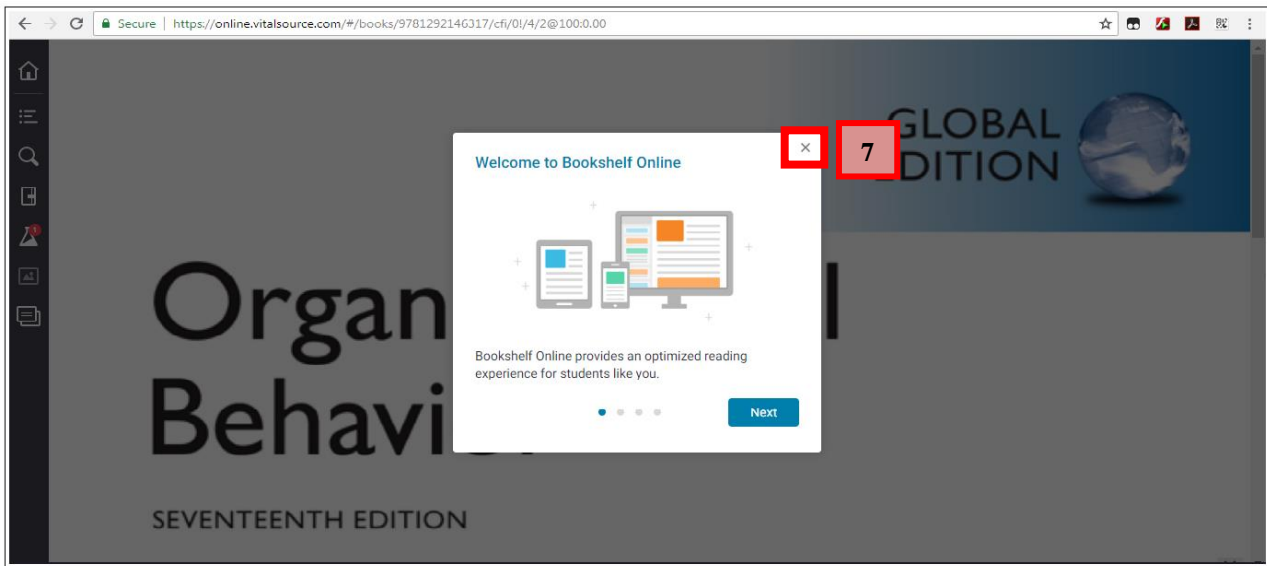 Secure | https://online.vitalsource.com/#/books/9781292146317/cfi/0!/4/2@100:0.00
GLOBAL
EDITION
7
Welcome to Bookshelf Online
Bookshelf Online provides an optimized reading
experience for students like you.
Next
Organ
Behavi
SEVENTEENTH EDITION